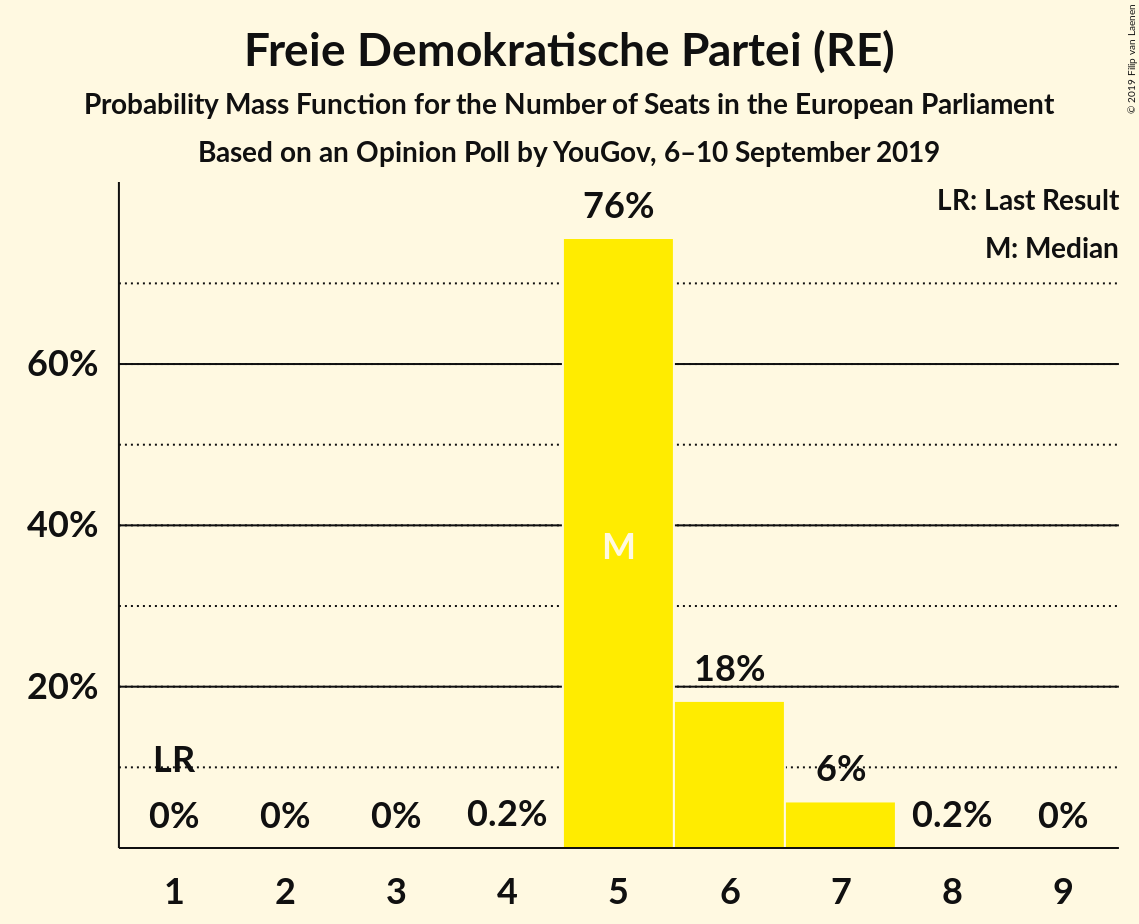 Freie Demokratische Partei (RE)
Probability Mass Function for the Number of Seats in the European Parliament
Based on an Opinion Poll by YouGov, 6–10 September 2019
© 2019 Filip van Laenen
LR: Last Result
M: Median
76%
60%
40%
M
18%
20%
LR
6%
0%
0%
0%
0.2%
0.2%
0%
1 2 3 4 5 6 7 8 9